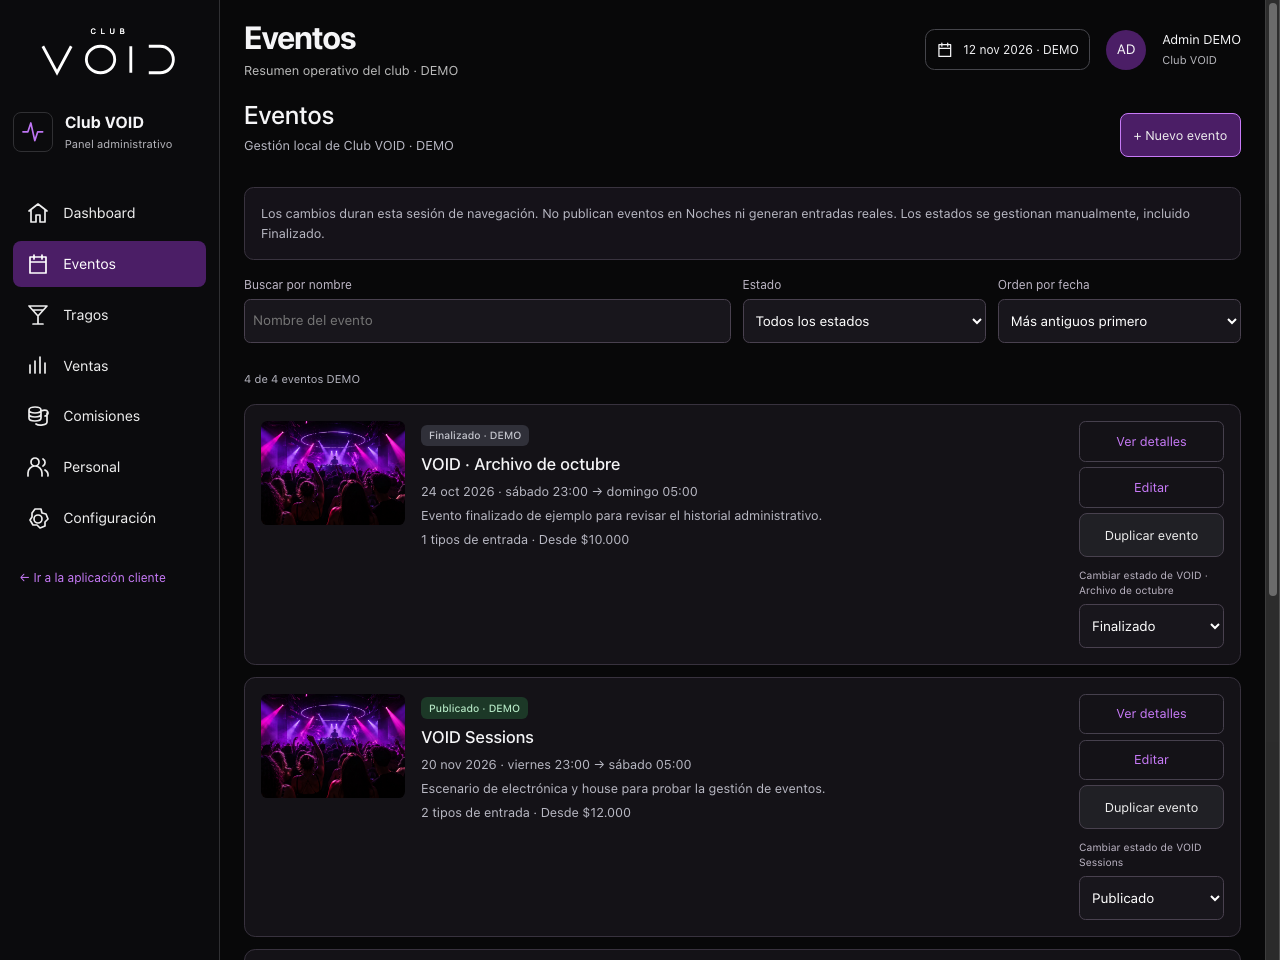 CLUB
VOID
Club VOID
Panel administrativo
Dashboard
Eventos
Tragos
Ventas
Comisiones
Personal
Configuración
← Ir a la aplicación cliente
Eventos
Resumen operativo del club · DEMO
12 nov 2026 · DEMO
AD
Admin DEMO
Club VOID
Eventos
Gestión local de Club VOID · DEMO
+ Nuevo evento
Los cambios duran esta sesión de navegación. No publican eventos en Noches ni generan entradas reales. Los estados se gestionan manualmente, incluido
Finalizado.
Buscar por nombre
Nombre del evento
Estado
Todos los estados
Orden por fecha
Más antiguos primero
4 de 4 eventos DEMO
Finalizado · DEMO
VOID · Archivo de octubre
24 oct 2026 · sábado 23:00 → domingo 05:00
Evento finalizado de ejemplo para revisar el historial administrativo.
1 tipos de entrada · Desde $10.000
Ver detalles
Editar
Duplicar evento
Cambiar estado de VOID ·
Archivo de octubre
Finalizado
Publicado · DEMO
VOID Sessions
20 nov 2026 · viernes 23:00 → sábado 05:00
Escenario de electrónica y house para probar la gestión de eventos.
2 tipos de entrada · Desde $12.000
Ver detalles
Editar
Duplicar evento
Cambiar estado de VOID
Sessions
Publicado